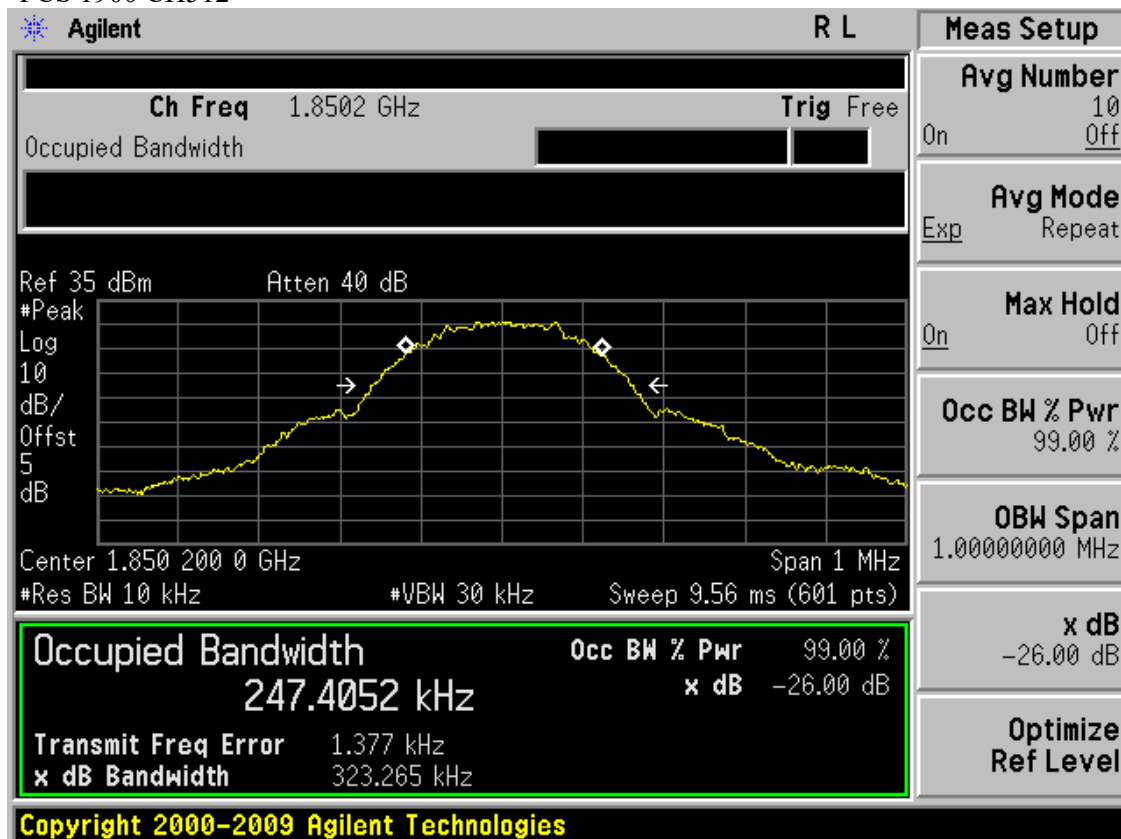 Agilent R L
Ch Freq 1.8502 GHz Trig Free
Occupied Bandwidth
Ref 35 dBm Atten 40 dB
#Peak
Log
10
dB/
Offst
5
dB
Center 1.850 200 0 GHz Span 1 MHz
#Res BW 10 kHz #VBW 30 kHz Sweep 9.56 ms (601 pts)
Occupied Bandwidth Occ BW % Pwr 99.00 %
247.4052 kHz x dB -26.00 dB
Transmit Freq Error 1.377 kHz
x dB Bandwidth 323.265 kHz
Copyright 2000-2009 Agilent Technologies
Meas Setup
Avg Number
10
On Off
Avg Mode
Exp Repeat
Max Hold
On Off
Occ BW % Pwr
99.00 %
OBW Span
1.00000000 MHz
x dB
-26.00 dB
Optimize
Ref Level